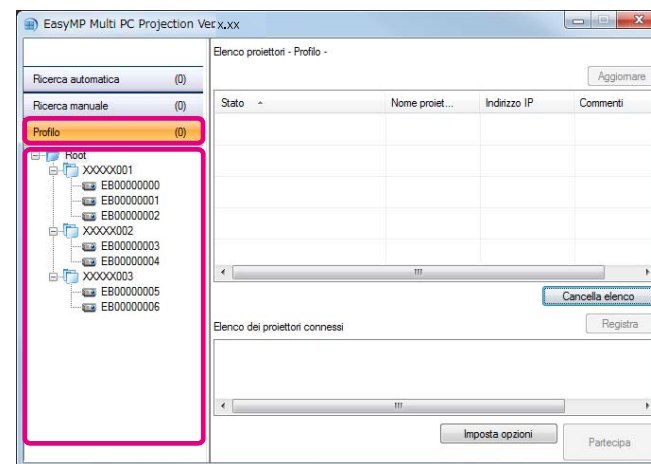 EasyMP Multi PC Projection Ver.x.xx
Elenco proiettori - Profilo -
Ricerca automatica (0)
Aggiornare
Ricerca manuale (0)
Stato Nome proiet... Indirizzo IP Commenti
Profilo (0)
Root
XXXXX001
EB00000000
EB00000001
EB00000002
XXXXX002
EB00000003
EB00000004
XXXXX003
EB00000005
EB00000006
Cancella elenco
Elenco dei proiettori connessi
Registra
Imposta opzioni
Partecipa